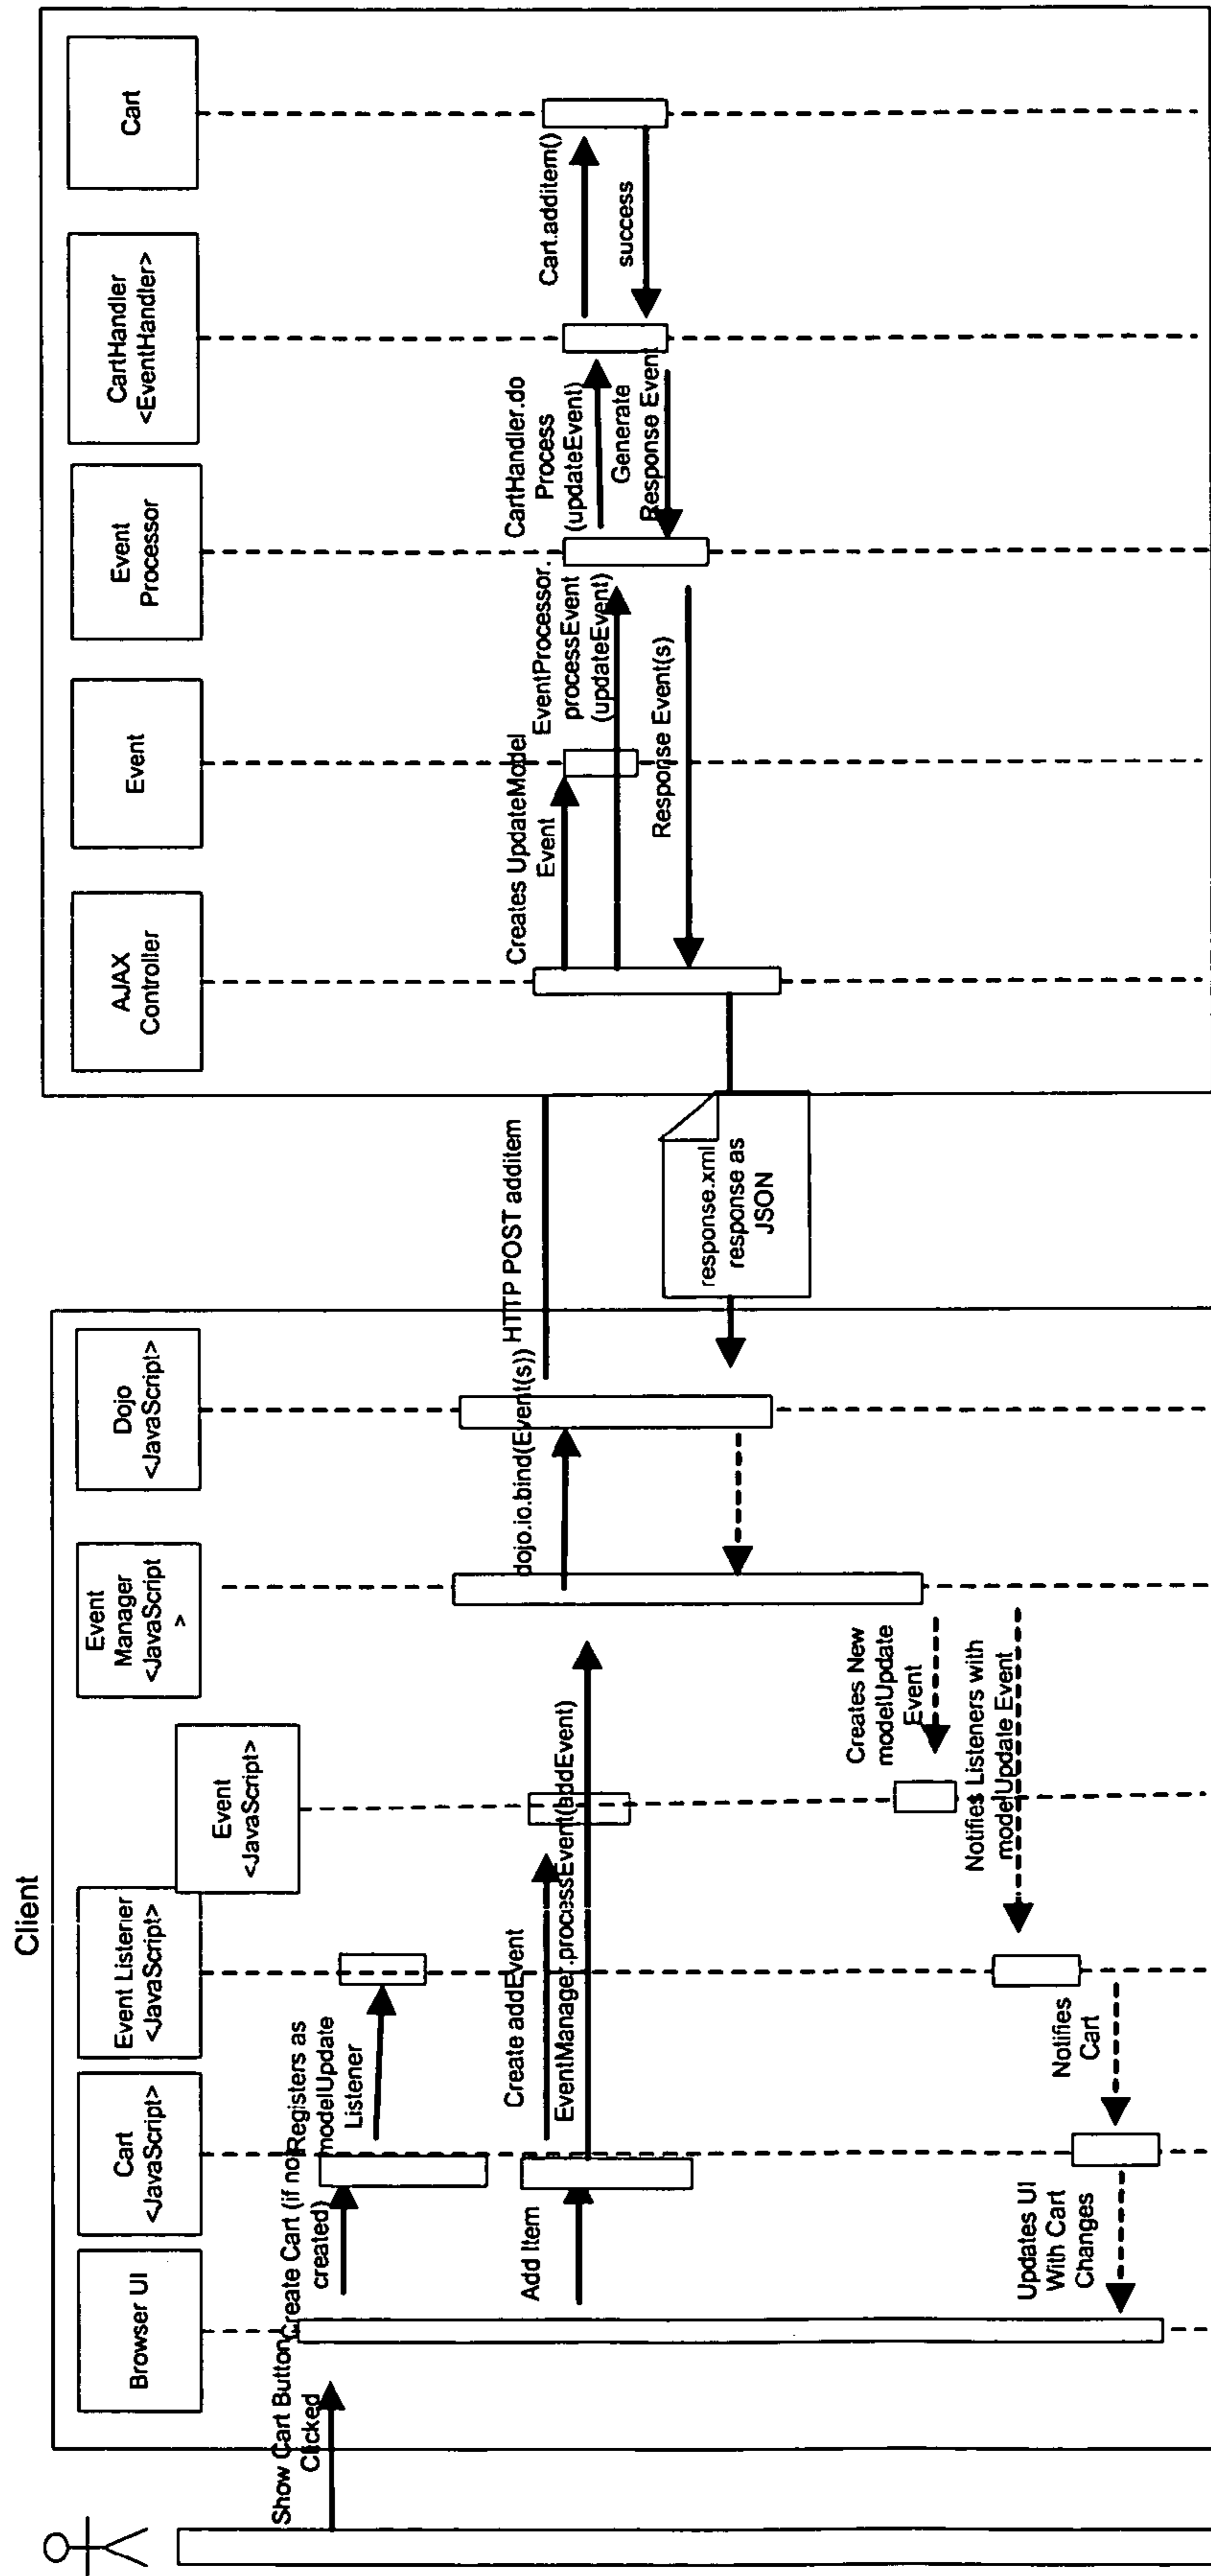 Client
Browser UI
Cart
<JavaScript>
Event Listener
<JavaScript>
Event
<JavaScript>
Event
Manager
<JavaScript
>
Dojo
<JavaScript>
AJAX
Controller
Event
Event
Processor
CartHandler
<EventHandler>
Cart
Show Cart Button
Clicked
Create Cart (if no
created)
Registers as
modelUpdate
Listener
Add Item
Create addEvent
EventManager.processEvent(addEvent)
dojo.io.bind(Event(s))
HTTP POST addItem
Creates UpdateModel
Event
EventProcessor.
processEvent
(updateEvent)
CartHandler.do
Process
(updateEvent)
Cart.addItem()
success
Generate
Response Event
Response Event(s)
response.xml
response as
JSON
Creates New
modelUpdate
Event
Notifies Listeners with
modelUpdate Event
Notifies
Cart
Updates UI
With Cart
Changes